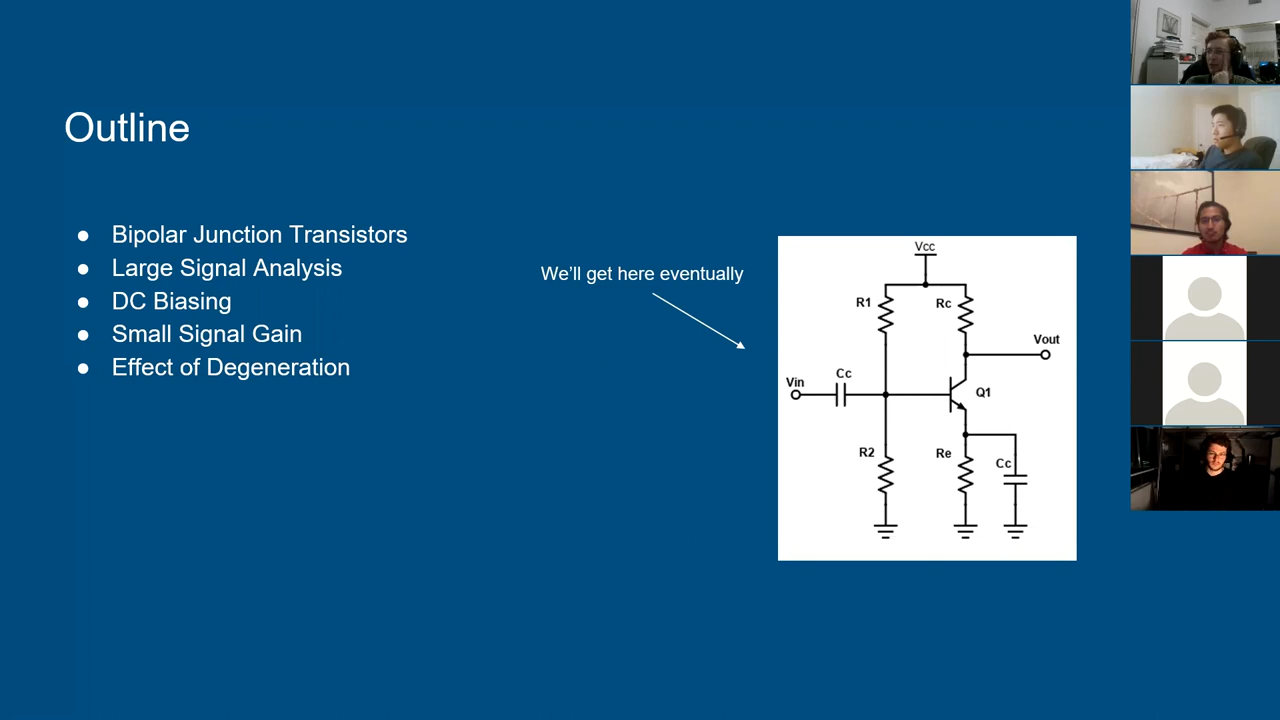 Outline
● Bipolar Junction Transistors
● Large Signal Analysis
● DC Biasing
● Small Signal Gain
● Effect of Degeneration
We'll get here eventually
Vcc
R1
Rc
Vout
Vin
Cc
Q1
R2
Re
Cc